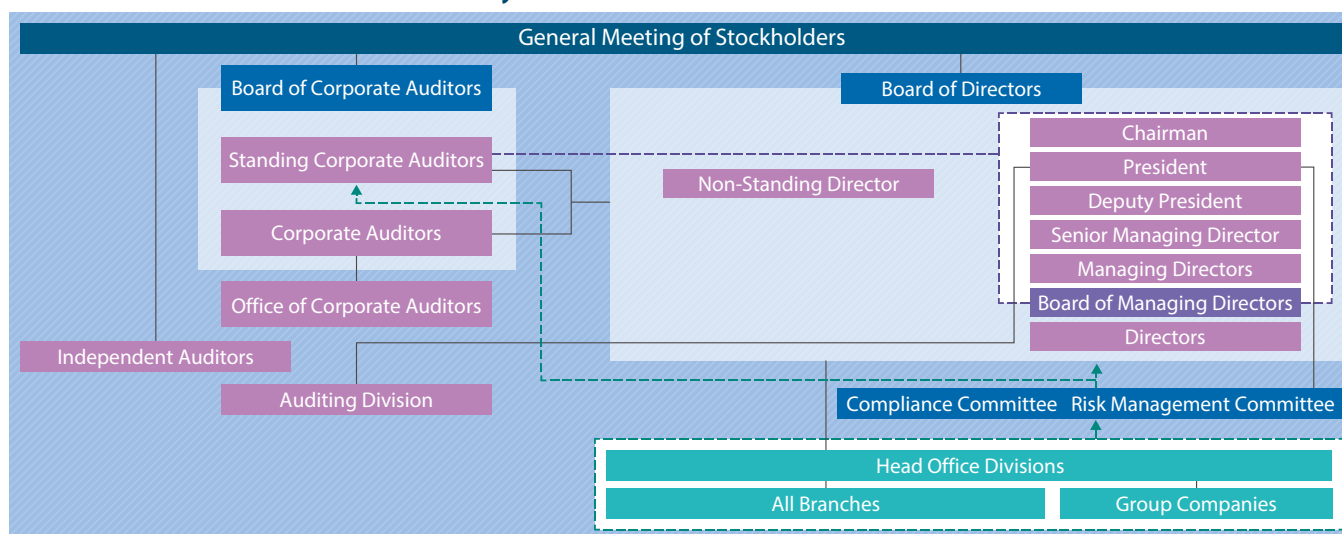 General Meeting of Stockholders
Board of Corporate Auditors
Board of Directors
Standing Corporate Auditors
Corporate Auditors
Office of Corporate Auditors
Independent Auditors
Auditing Division
Non-Standing Director
Chairman
President
Deputy President
Senior Managing Director
Managing Directors
Board of Managing Directors
Directors
Compliance Committee
Risk Management Committee
Head Office Divisions
All Branches
Group Companies